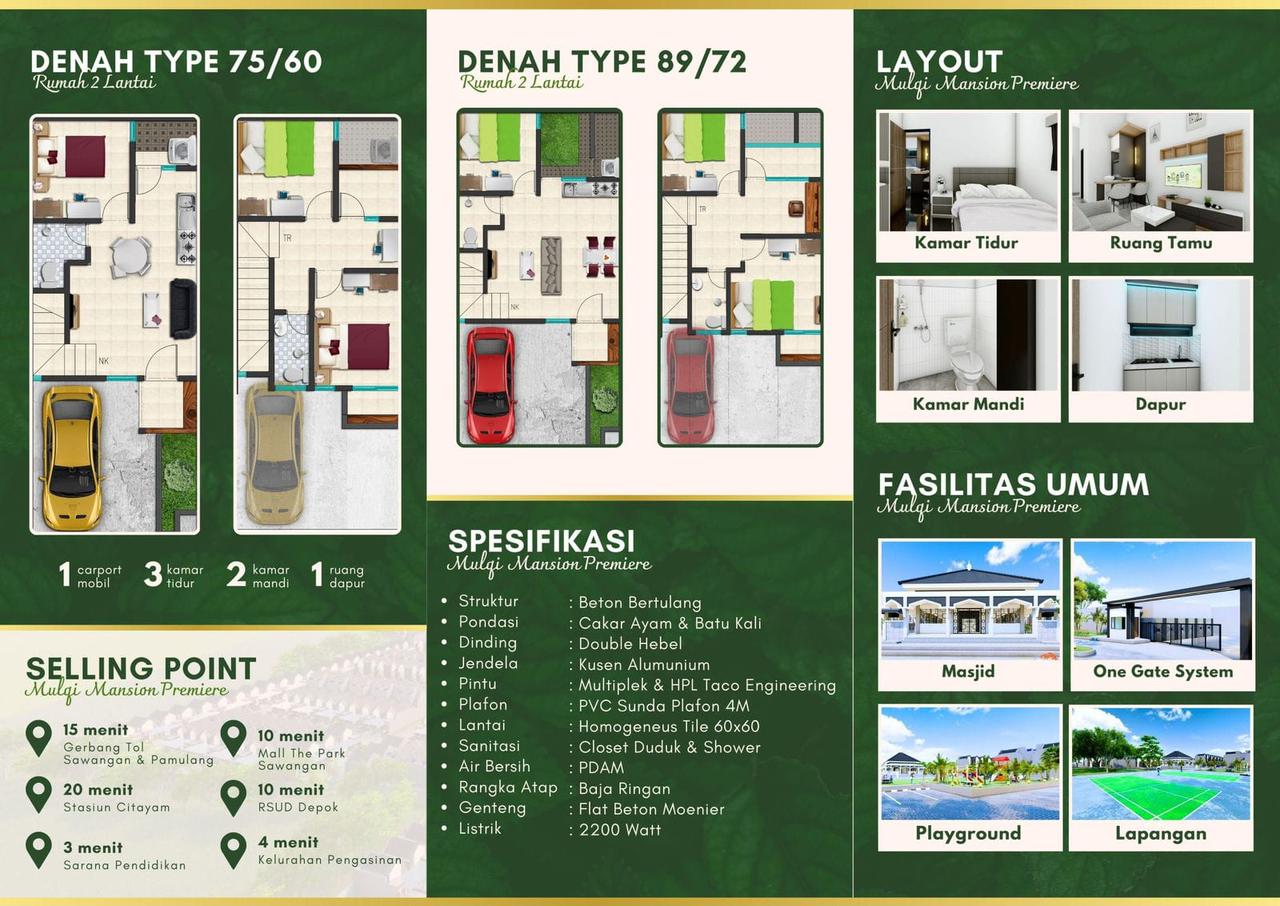 DENAH TYPE 75/60
Rumah 2 Lantai
TR
NK
1 carport mobil
3 kamar tidur
2 kamar mandi
1 ruang dapur
SELLING POINT
Mulqi Mansion Premiere
15 menit
Gerbang Tol
Sawangan & Pamulang
20 menit
Stasiun Citayam
3 menit
Sarana Pendidikan
10 menit
Mall The Park
Sawangan
10 menit
RSUD Depok
4 menit
Kelurahan Pengasinan
DENAH TYPE 89/72
Rumah 2 Lantai
TR
NK
SPESIFIKASI
Mulqi Mansion Premiere
• Struktur : Beton Bertulang
• Pondasi : Cakar Ayam & Batu Kali
• Dinding : Double Hebel
• Jendela : Kusen Alumunium
• Pintu : Multiplek & HPL Taco Engineering
• Plafon : PVC Sunda Plafon 4M
• Lantai : Homogeneus Tile 60x60
• Sanitasi : Closet Duduk & Shower
• Air Bersih : PDAM
• Rangka Atap : Baja Ringan
• Genteng : Flat Beton Moenier
• Listrik : 2200 Watt
LAYOUT
Mulqi Mansion Premiere
Kamar Tidur
Ruang Tamu
Kamar Mandi
Dapur
FASILITAS UMUM
Mulqi Mansion Premiere
Masjid
One Gate System
Playground
Lapangan